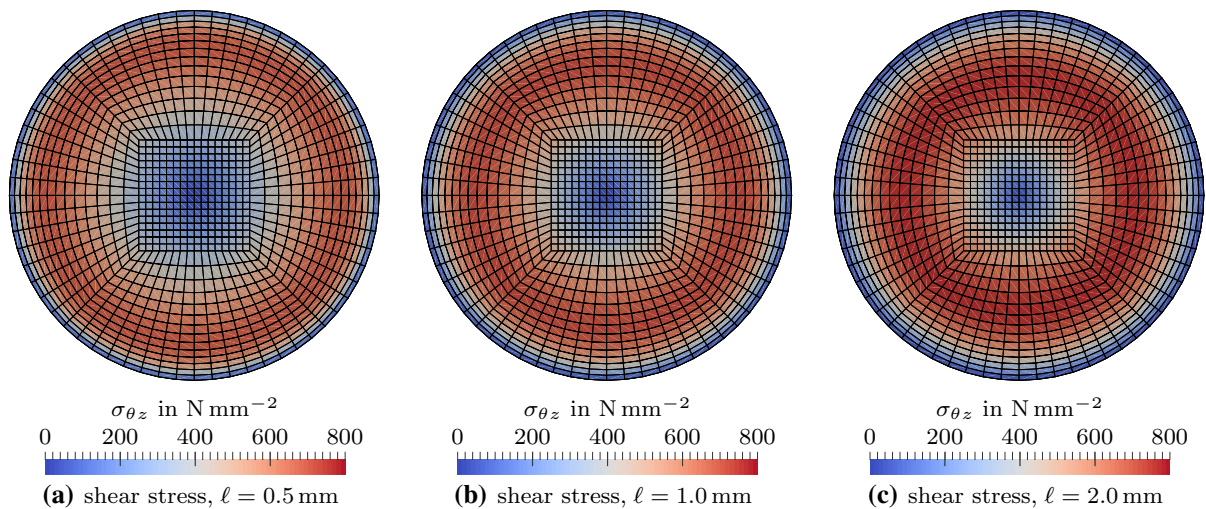 σθz in N mm−2 σθz in N mm−2 σθz in N mm−2
0 200 400 600 800 0 200 400 600 800 0 200 400 600 800
(a) shear stress, ℓ = 0.5 mm (b) shear stress, ℓ = 1.0 mm (c) shear stress, ℓ = 2.0 mm